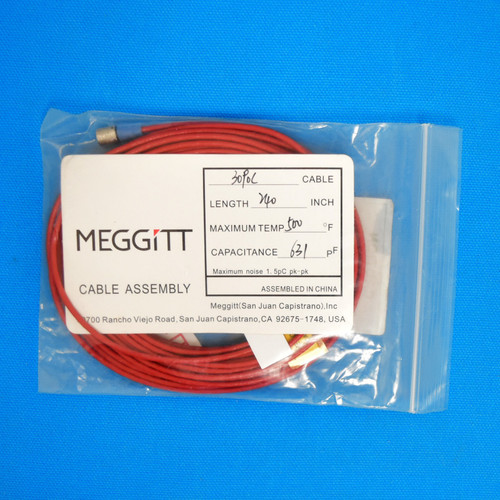 3090C CABLE
LENGTH 240 INCH
MAXIMUM TEMP 500 °F
CAPACITANCE 631 pF
Maximum noise 1.5pC pk-pk
ASSEMBLED IN CHINA
MEGGiTT
CABLE ASSEMBLY
Meggitt(San Juan Capistrano),Inc
700 Rancho Viejo Road, San Juan Capistrano,CA 92675-1748, USA